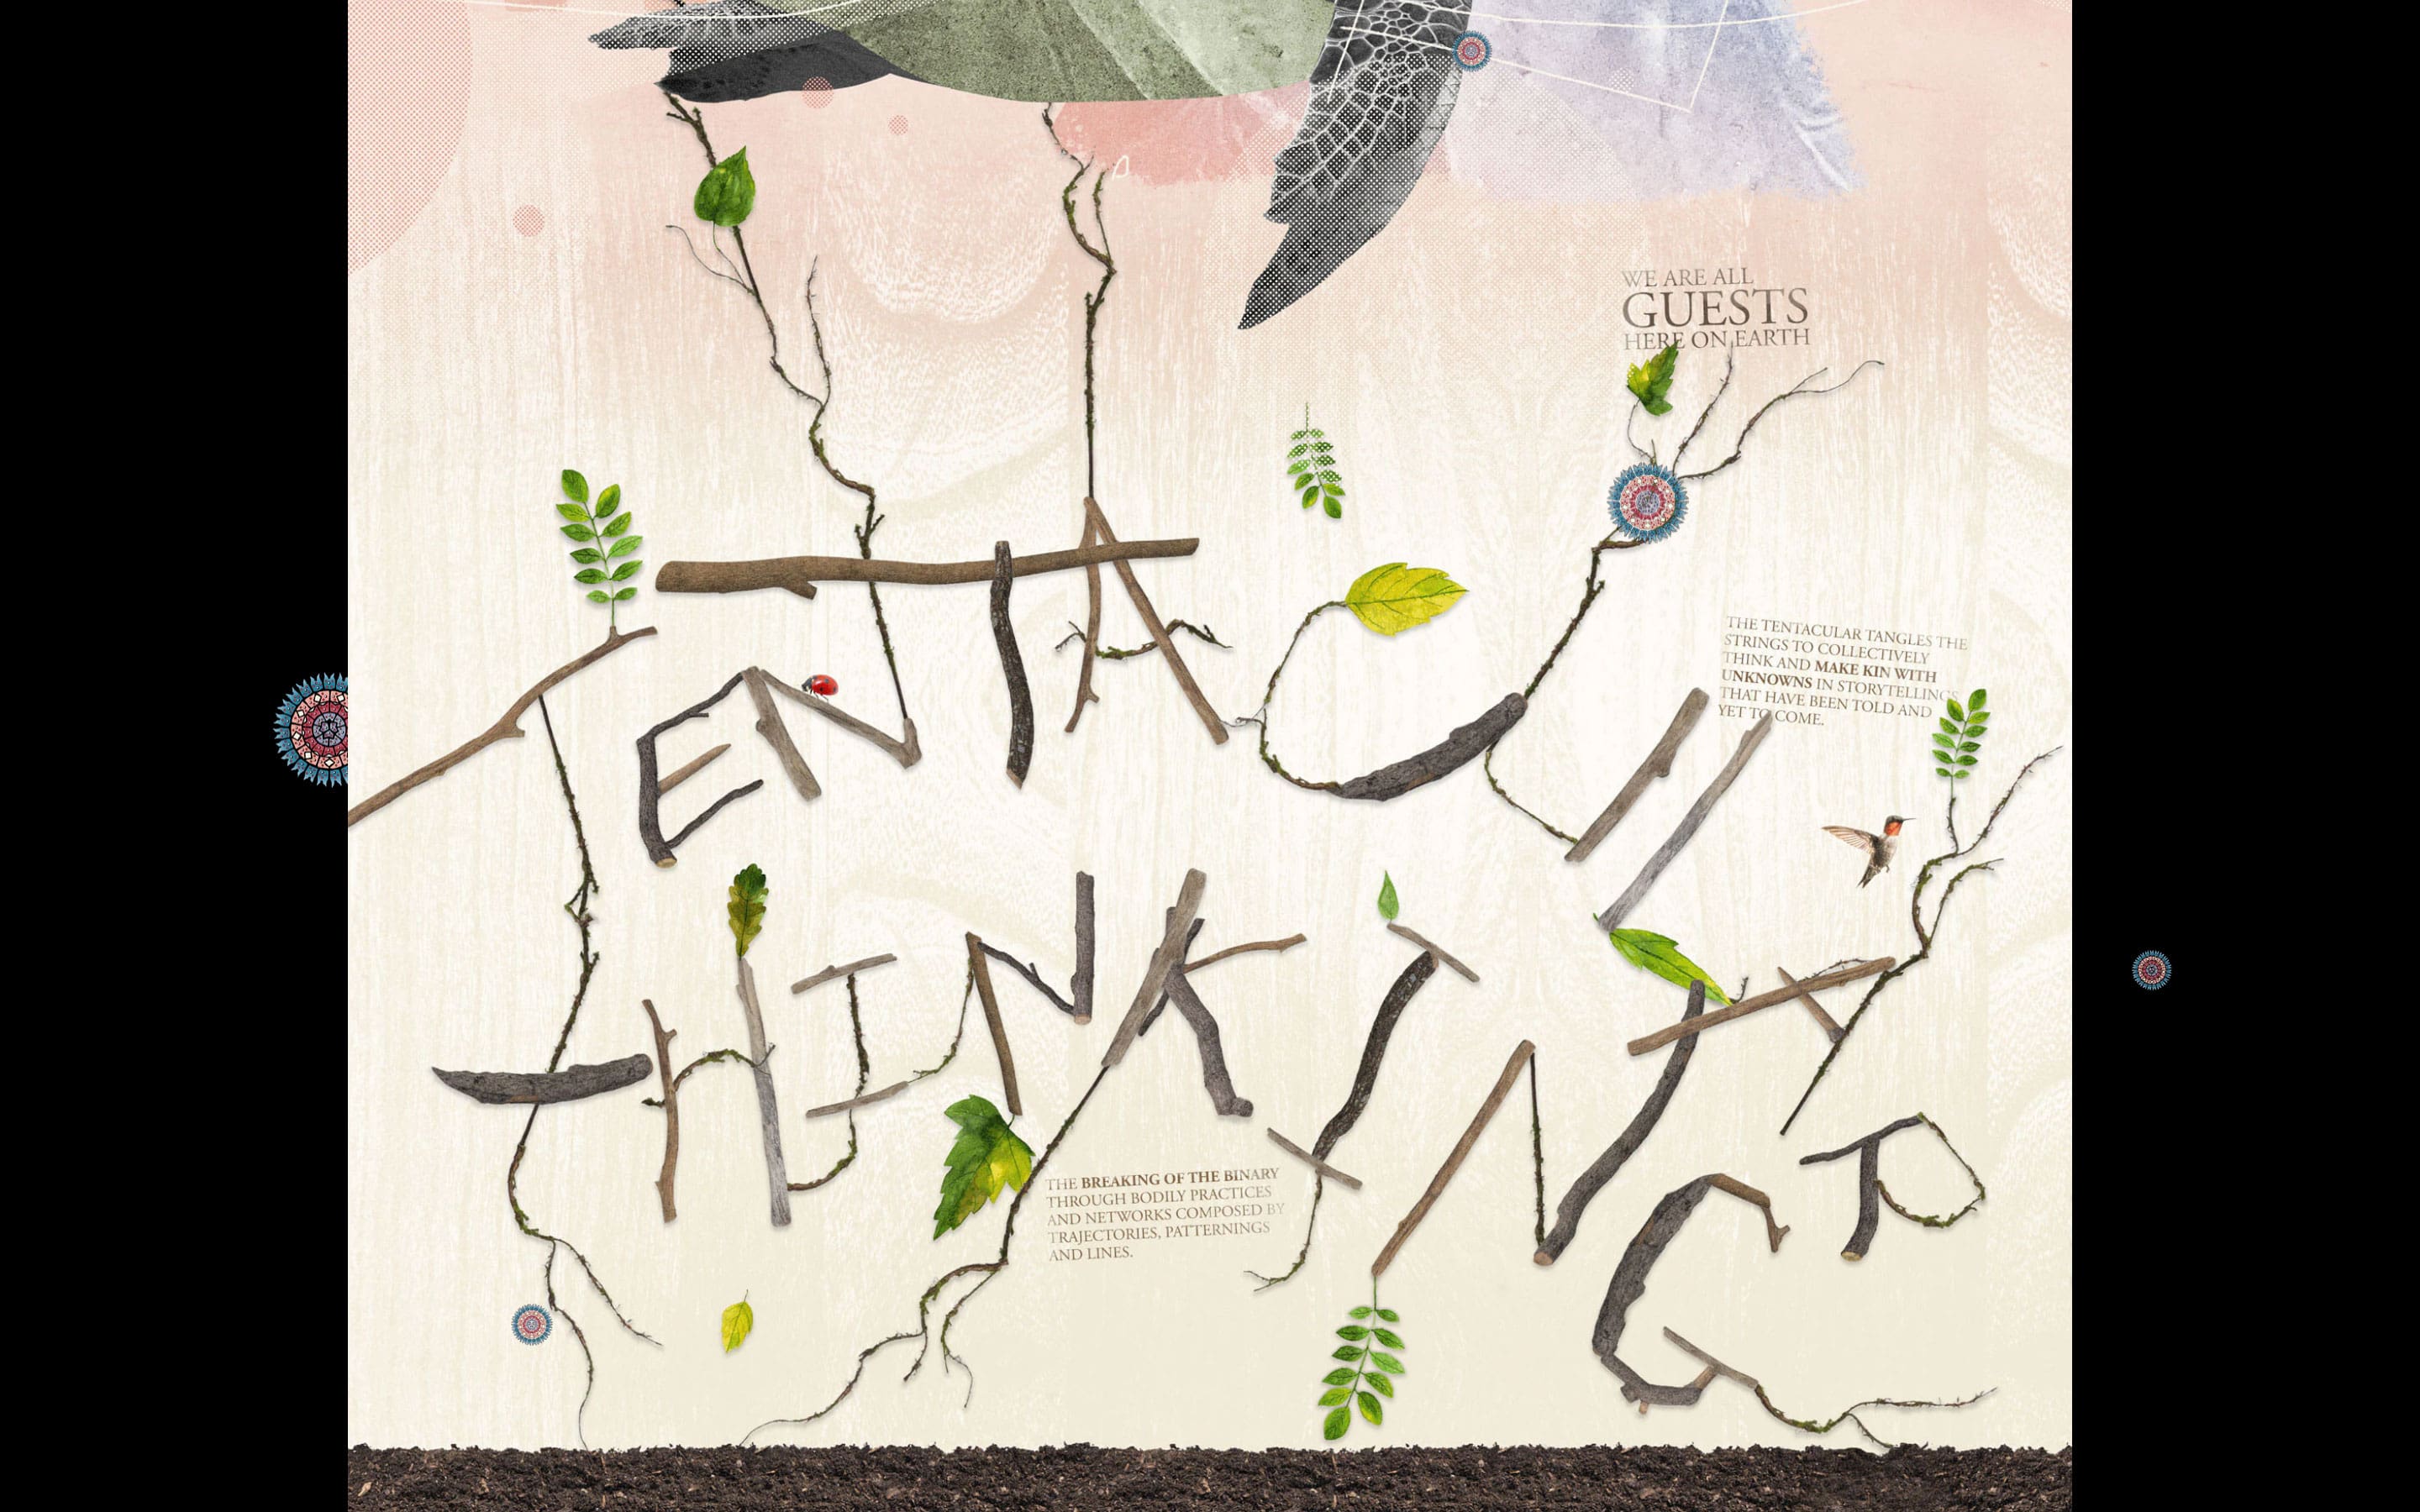 WE ARE ALL
GUESTS
HERE ON EARTH
TENTACULAR
THE TENTACULAR TANGLES THE
STRINGS TO COLLECTIVELY
THINK AND MAKE KIN WITH
UNKNOWNS IN STORYTELLINGS
THAT HAVE BEEN TOLD AND
YET TO COME.
THINKING
THE BREAKING OF THE BINARY
THROUGH BODILY PRACTICES
AND NETWORKS COMPOSED BY
TRAJECTORIES, PATTERNINGS
AND LINES.